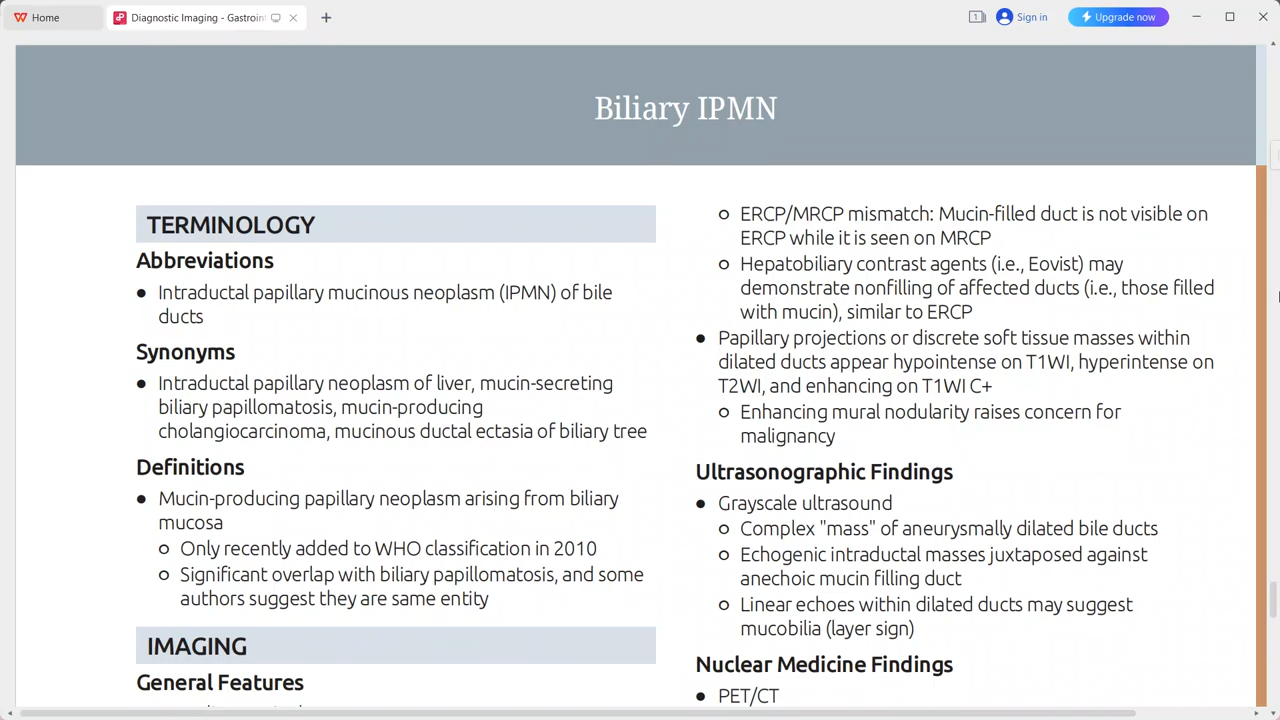 Home
Diagnostic Imaging - Gastroint
Sign in
Upgrade now
Biliary IPMN
TERMINOLOGY
Abbreviations
● Intraductal papillary mucinous neoplasm (IPMN) of bile
ducts
Synonyms
● Intraductal papillary neoplasm of liver, mucin-secreting
biliary papillomatosis, mucin-producing
cholangiocarcinoma, mucinous ductal ectasia of biliary tree
Definitions
● Mucin-producing papillary neoplasm arising from biliary
mucosa
○ Only recently added to WHO classification in 2010
○ Significant overlap with biliary papillomatosis, and some
authors suggest they are same entity
IMAGING
General Features
○ ERCP/MRCP mismatch: Mucin-filled duct is not visible on
ERCP while it is seen on MRCP
○ Hepatobiliary contrast agents (i.e., Eovist) may
demonstrate nonfilling of affected ducts (i.e., those filled
with mucin), similar to ERCP
● Papillary projections or discrete soft tissue masses within
dilated ducts appear hypointense on T1WI, hyperintense on
T2WI, and enhancing on T1WI C+
○ Enhancing mural nodularity raises concern for
malignancy
Ultrasonographic Findings
● Grayscale ultrasound
○ Complex "mass" of aneurysmally dilated bile ducts
○ Echogenic intraductal masses juxtaposed against
anechoic mucin filling duct
○ Linear echoes within dilated ducts may suggest
mucobilia (layer sign)
Nuclear Medicine Findings
● PET/CT